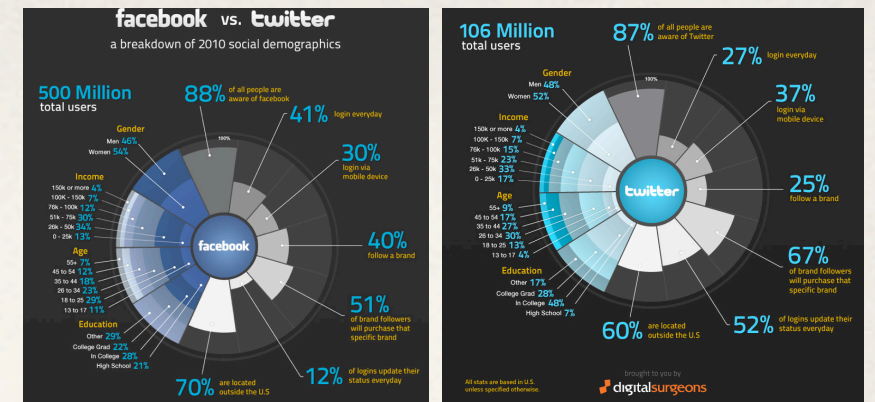 facebook vs. twitter
a breakdown of 2010 social demographics
500 Million
total users
88% of all people are
aware of facebook
41% login everyday
100%
30%
login via
mobile device
40%
follow a brand
51%
of brand followers
will purchase that
specific brand
12% of logins update their
status everyday
70% are located
outside the U.S
Gender
Men 46%
Women 54%
Income
150k or more 4%
100K - 150k 7%
76k - 100k 12%
51k - 75k 30%
26k - 50k 34%
0 - 25k 13%
Age
55+ 7%
45 to 54 12%
35 to 44 18%
26 to 34 23%
18 to 25 29%
13 to 17 11%
Education
Other 29%
College Grad 22%
In College 28%
High School 21%
facebook
106 Million
total users
87% of all people are
aware of Twitter
27% login everyday
100%
37%
login via
mobile device
25%
follow a brand
67%
of brand followers
will purchase that
specific brand
52% of logins update their
status everyday
60% are located
outside the U.S
Gender
Men 48%
Women 52%
Income
150k or more 4%
100K - 150k 7%
76k - 100k 15%
51k - 75k 23%
26k - 50k 33%
0 - 25k 17%
Age
55+ 9%
45 to 54 17%
35 to 44 27%
26 to 34 30%
18 to 25 13%
13 to 17 4%
Education
Other 17%
College Grad 28%
In College 48%
High School 7%
twitter
All stats are based in U.S.
unless specified otherwise.
brought to you by
digitalsurgeons